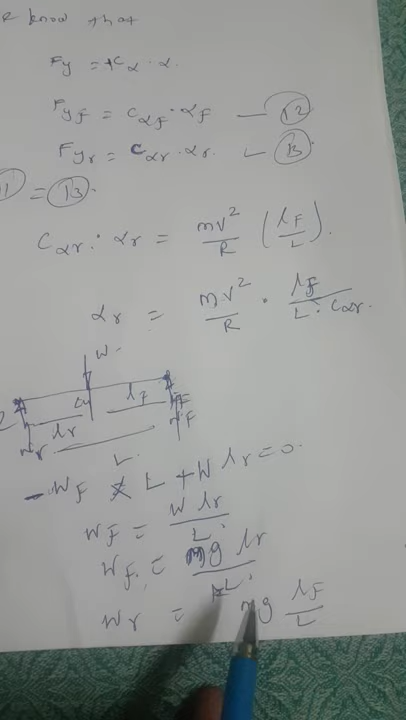 know that
Fy = +Cα · α.
Fyf = Cαf · αf — 12
Fyr = Cαr · αr. — 13
11 = 13.
Cαr · αr = mv²/R (lf/L).
αr = mv²/R · lf/L · Cαr.
W
lf
lr
Wr
L
- Wf × L + W lr = 0.
Wf = W lr/L.
Wf = mg lr/L.
Wr = mg lf/L